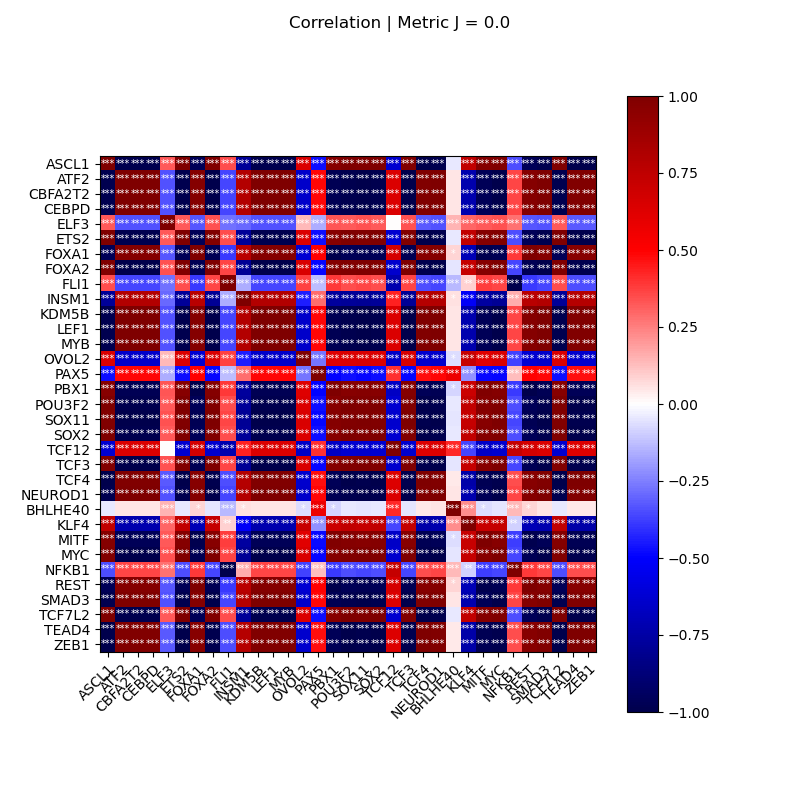 Correlation | Metric J = 0.0
ASCL1
ATF2
CBFA2T2
CEBPD
ELF3
ETS2
FOXA1
FOXA2
FLI1
INSM1
KDM5B
LEF1
MYB
OVOL2
PAX5
PBX1
POU3F2
SOX11
SOX2
TCF12
TCF3
TCF4
NEUROD1
BHLHE40
KLF4
MITF
MYC
NFKB1
REST
SMAD3
TCF7L2
TEAD4
ZEB1
ASCL1
ATF2
CBFA2T2
CEBPD
ELF3
ETS2
FOXA1
FOXA2
FLI1
INSM1
KDM5B
LEF1
MYB
OVOL2
PAX5
PBX1
POU3F2
SOX11
SOX2
TCF12
TCF3
TCF4
NEUROD1
BHLHE40
KLF4
MITF
MYC
NFKB1
REST
SMAD3
TCF7L2
TEAD4
ZEB1
1.00
0.75
0.50
0.25
0.00
−0.25
−0.50
−0.75
−1.00